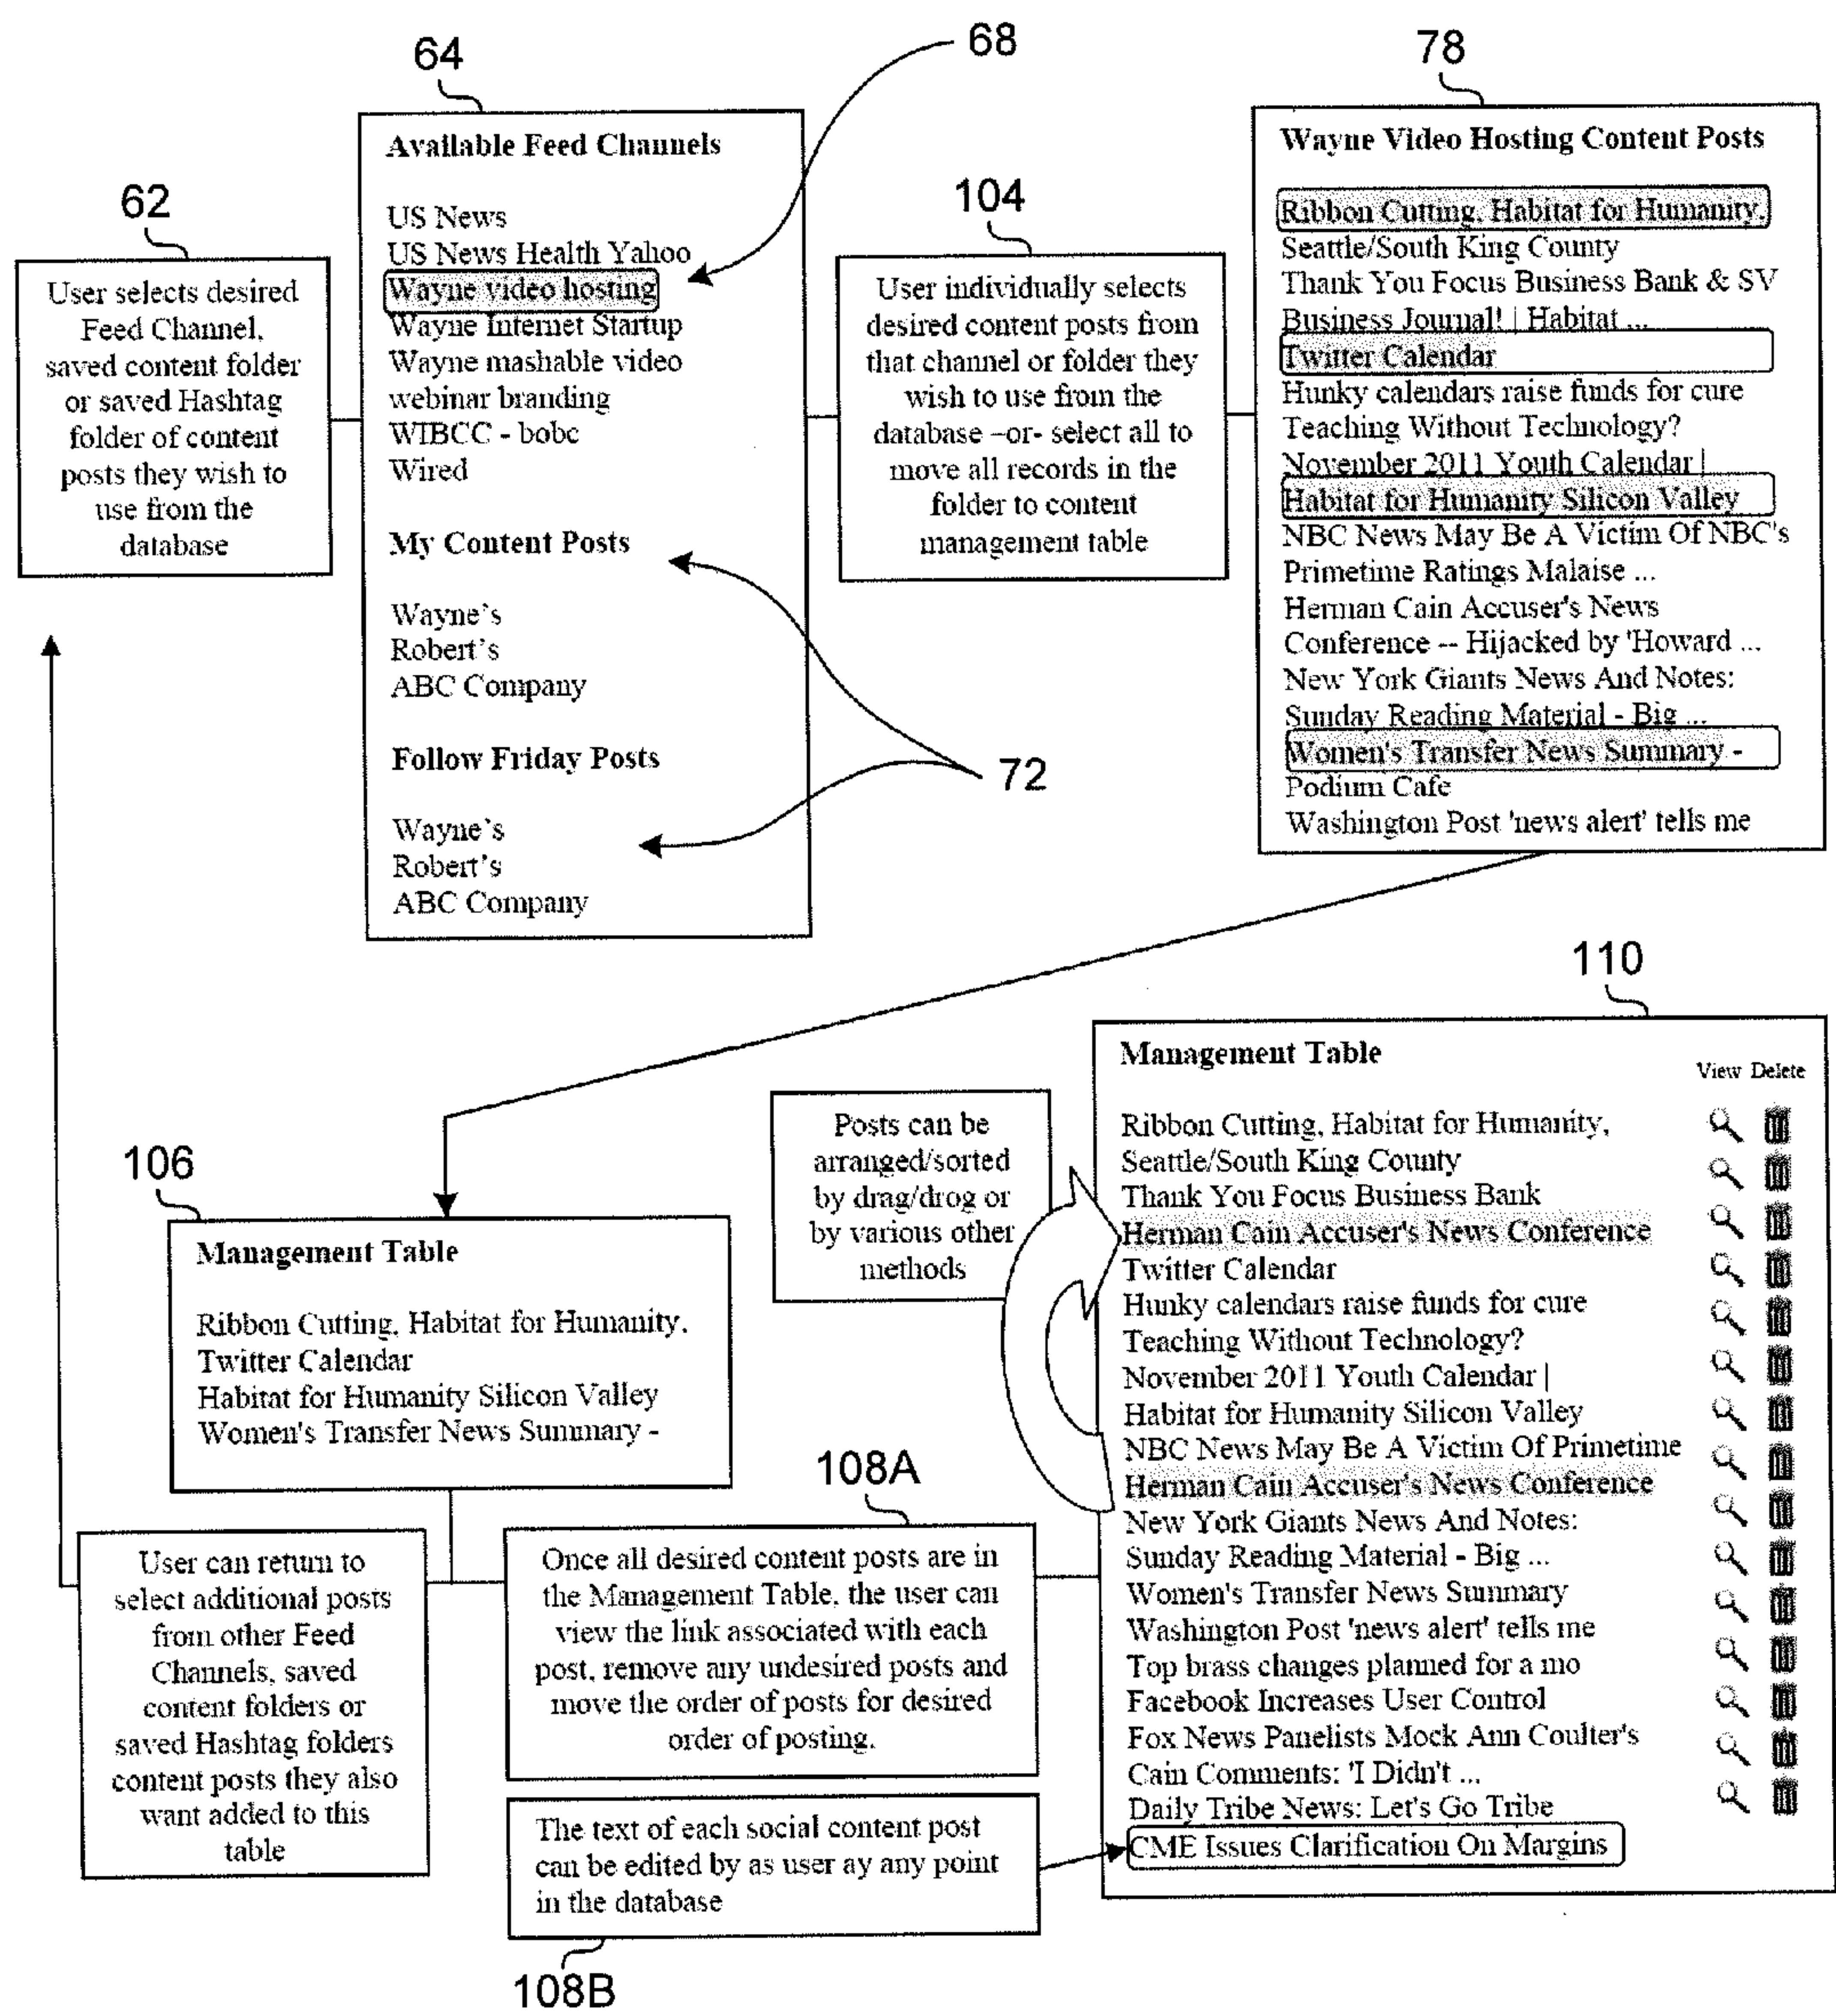 68
64
78
Available Feed Channels
US News
US News Health Yahoo
Wayne video hosting
Wayne Internet Startup
Wayne mashable video
webinar branding
WIBCC - bobc
Wired
My Content Posts
Wayne's
Robert's
ABC Company
Follow Friday Posts
Wayne's
Robert's
ABC Company
62
User selects desired
Feed Channel,
saved content folder
or saved Hashtag
folder of content
posts they wish to
use from the
database
104
User individually selects
desired content posts from
that channel or folder they
wish to use from the
database –or- select all to
move all records in the
folder to content
management table
72
Wayne Video Hosting Content Posts
Ribbon Cutting, Habitat for Humanity,
Seattle/South King County
Thank You Focus Business Bank & SV
Business Journal! | Habitat ...
Twitter Calendar
Hunky calendars raise funds for cure
Teaching Without Technology?
November 2011 Youth Calendar |
Habitat for Humanity Silicon Valley
NBC News May Be A Victim Of NBC's
Primetime Ratings Malaise ...
Herman Cain Accuser's News
Conference -- Hijacked by 'Howard ...
New York Giants News And Notes:
Sunday Reading Material - Big ...
Women's Transfer News Summary -
Podium Cafe
Washington Post 'news alert' tells me
110
106
Management Table
Ribbon Cutting, Habitat for Humanity.
Twitter Calendar
Habitat for Humanity Silicon Valley
Women's Transfer News Summary -
Posts can be
arranged/sorted
by drag/drog or
by various other
methods
Management Table
View Delete
Ribbon Cutting, Habitat for Humanity,
Seattle/South King County
Thank You Focus Business Bank
Herman Cain Accuser's News Conference
Twitter Calendar
Hunky calendars raise funds for cure
Teaching Without Technology?
November 2011 Youth Calendar |
Habitat for Humanity Silicon Valley
NBC News May Be A Victim Of Primetime
Herman Cain Accuser's News Conference
New York Giants News And Notes:
Sunday Reading Material - Big ...
Women's Transfer News Summary
Washington Post 'news alert' tells me
Top brass changes planned for a mo
Facebook Increases User Control
Fox News Panelists Mock Ann Coulter's
Cain Comments: 'I Didn't ...
Daily Tribe News: Let's Go Tribe
CME Issues Clarification On Margins
User can return to
select additional posts
from other Feed
Channels, saved
content folders or
saved Hashtag folders
content posts they also
want added to this
table
108A
Once all desired content posts are in
the Management Table, the user can
view the link associated with each
post, remove any undesired posts and
move the order of posts for desired
order of posting.
The text of each social content post
can be edited by as user ay any point
in the database
108B